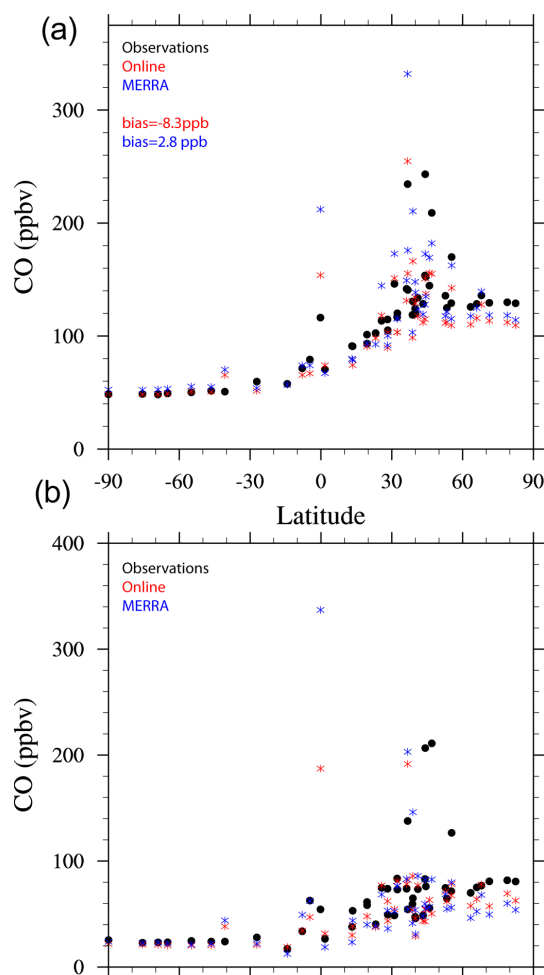 (a)
Observations
Online
MERRA
bias=-8.3ppb
bias=2.8 ppb
300
200
100
0
CO (ppbv)
-90 -60 -30 0 30 60 90
Latitude
(b)
400
Observations
Online
MERRA
300
200
100
0
CO (ppbv)